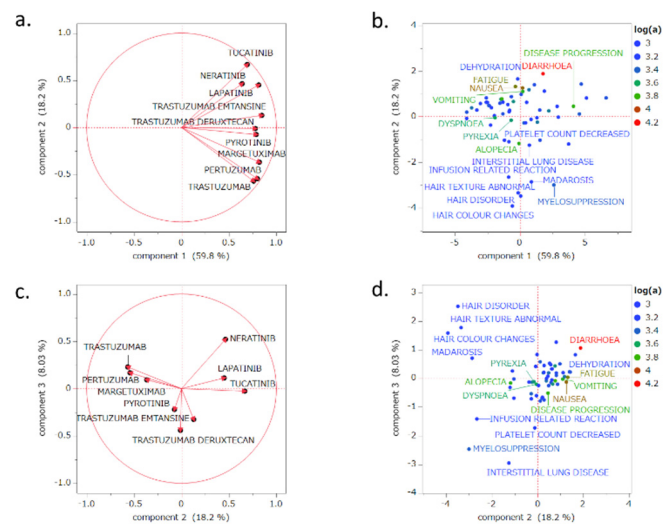 a.
1.0
0.5
0.0
-0.5
-1.0
component 2 (18.2 %)
TUCATINIB
NERATINIB
LAPATINIB
TRASTUZUMAB EMTANSINE
TRASTUZUMAB DERUXTECAN
PYROTINIB
MARGETUXIMAB
PERTUZUMAB
TRASTUZUMAB
-1.0 -0.5 0 0.5 1.0
component 1 (59.8 %)
b.
4
2
0
-2
-4
component 2 (18.2 %)
DISEASE PROGRESSION
DEHYDRATION
DIARRHOEA
FATIGUE
NAUSEA
VOMITING
DYSPNOEA
PLATELET COUNT DECREASED
PYREXIA
ALOPECIA
INTERSTITIAL LUNG DISEASE
INFUSION RELATED REACTION
MADAROSIS
HAIR TEXTURE ABNORMAL
HAIR DISORDER
MYELOSUPPRESSION
HAIR COLOUR CHANGES
-5 0 5
component 1 (59.8 %)
log(a)
3
3.2
3.4
3.6
3.8
4
4.2
c.
1.0
0.5
0.0
-0.5
-1.0
component 3 (8.03 %)
NERATINIB
TRASTUZUMAB
LAPATINIB
PERTUZUMAB
TUCATINIB
MARGETUXIMAB
PYROTINIB
TRASTUZUMAB EMTANSINE
TRASTUZUMAB DERUXTECAN
-1.0 -0.5 0 0.5 1.0
component 2 (18.2 %)
d.
3
2
1
0
-1
-2
-3
-4
component 3 (8.03 %)
HAIR DISORDER
HAIR TEXTURE ABNORMAL
HAIR COLOUR CHANGES
DIARRHOEA
MADAROSIS
PYREXIA
DEHYDRATION
FATIGUE
ALOPECIA
VOMITING
DYSPNOEA
NAUSEA
DISEASE PROGRESSION
INFUSION RELATED REACTION
PLATELET COUNT DECREASED
MYELOSUPPRESSION
INTERSTITIAL LUNG DISEASE
-4 -2 0 2 4
component 2 (18.2 %)
log(a)
3
3.2
3.4
3.6
3.8
4
4.2